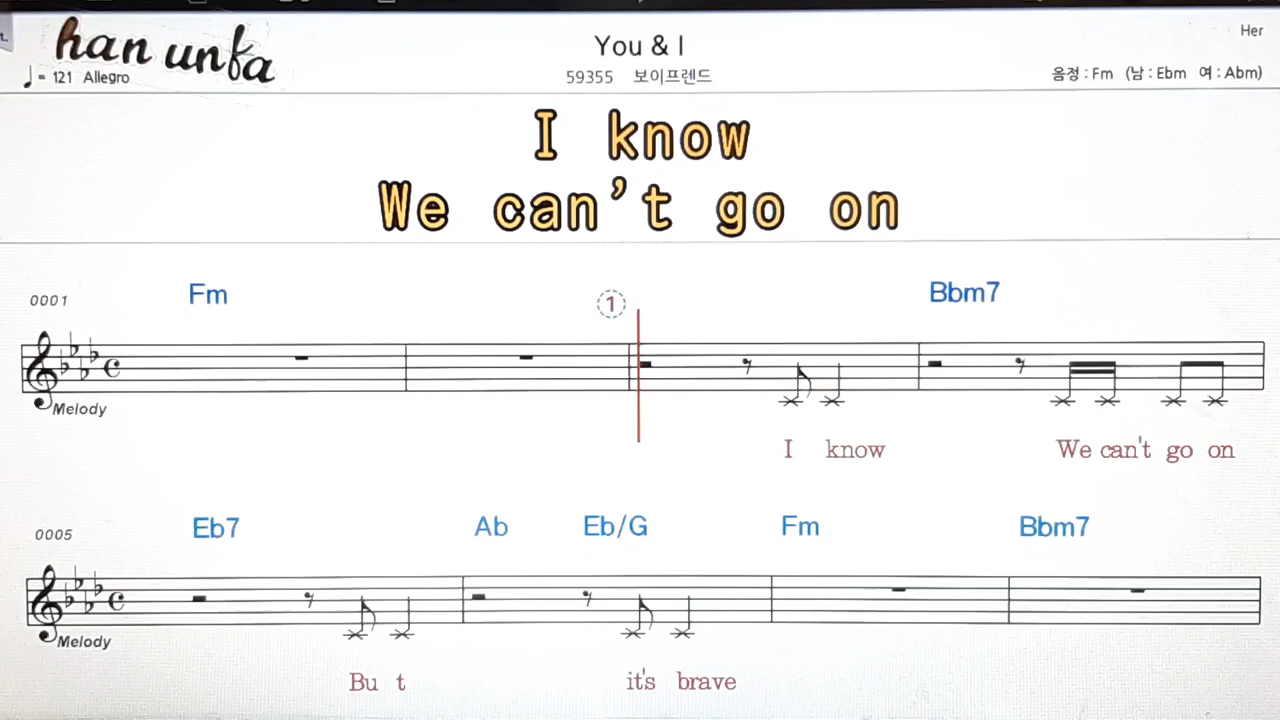 han unfa
You & I
Her
♩ = 121 Allegro
59355 보이프렌드
음정 : Fm (남 : Ebm 여 : Abm)
I know
We can't go on
0001 Fm ① Bbm7
Melody
I know We can't go on
0005 Eb7 Ab Eb/G Fm Bbm7
Melody
Bu t it's brave